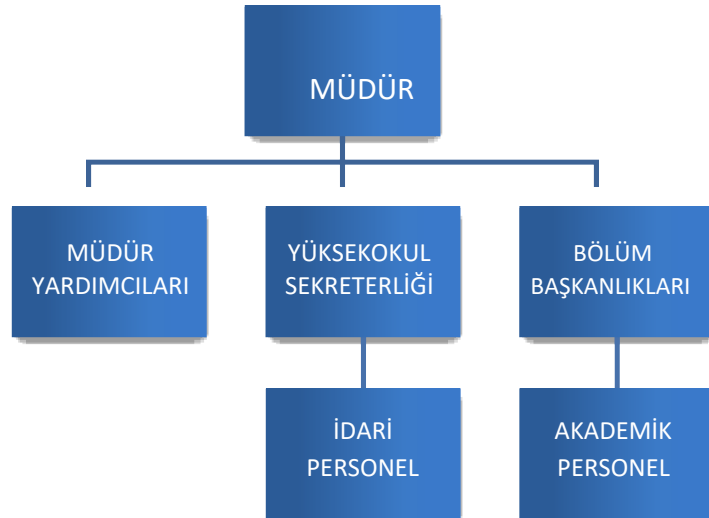 MÜDÜR
MÜDÜR
YARDIMCILARI
YÜKSEKOKUL
SEKRETERLİĞİ
BÖLÜM
BAŞKANLIKLARI
İDARİ
PERSONEL
AKADEMİK
PERSONEL